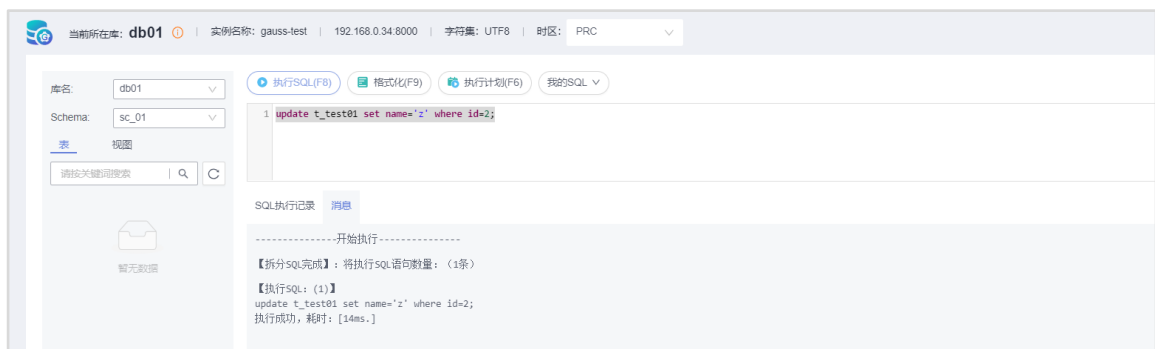 当前所在库: db01 | 实例名称: gauss-test | 192.168.0.34:8000 | 字符集: UTF8 | 时区: PRC
库名: db01
Schema: sc_01
表 视图
请按关键词搜索
暂无数据
执行SQL(F8) 格式化(F9) 执行计划(F6) 我的SQL
1 update t_test01 set name='z' where id=2;
SQL执行记录 消息
---------------开始执行---------------
【拆分SQL完成】:将执行SQL语句数量:(1条)
【执行SQL:(1)】
update t_test01 set name='z' where id=2;
执行成功,耗时:[14ms.]